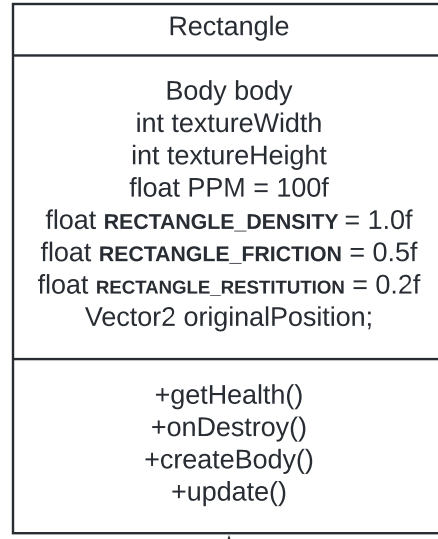 Rectangle
Body body
int textureWidth
int textureHeight
float PPM = 100f
float RECTANGLE_DENSITY = 1.0f
float RECTANGLE_FRICTION = 0.5f
float RECTANGLE_RESTITUTION = 0.2f
Vector2 originalPosition;
+getHealth()
+onDestroy()
+createBody()
+update()